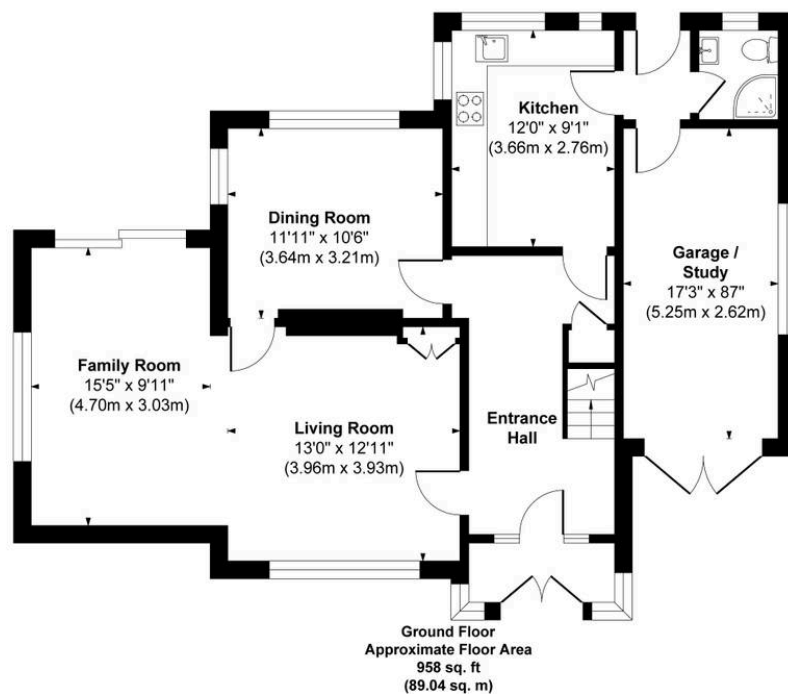 Kitchen
12'0" x 9'1"
(3.66m x 2.76m)
Dining Room
11'11" x 10'6"
(3.64m x 3.21m)
Garage /
Study
17'3" x 87"
(5.25m x 2.62m)
Family Room
15'5" x 9'11"
(4.70m x 3.03m)
Living Room
13'0" x 12'11"
(3.96m x 3.93m)
Entrance
Hall
Ground Floor
Approximate Floor Area
958 sq. ft
(89.04 sq. m)